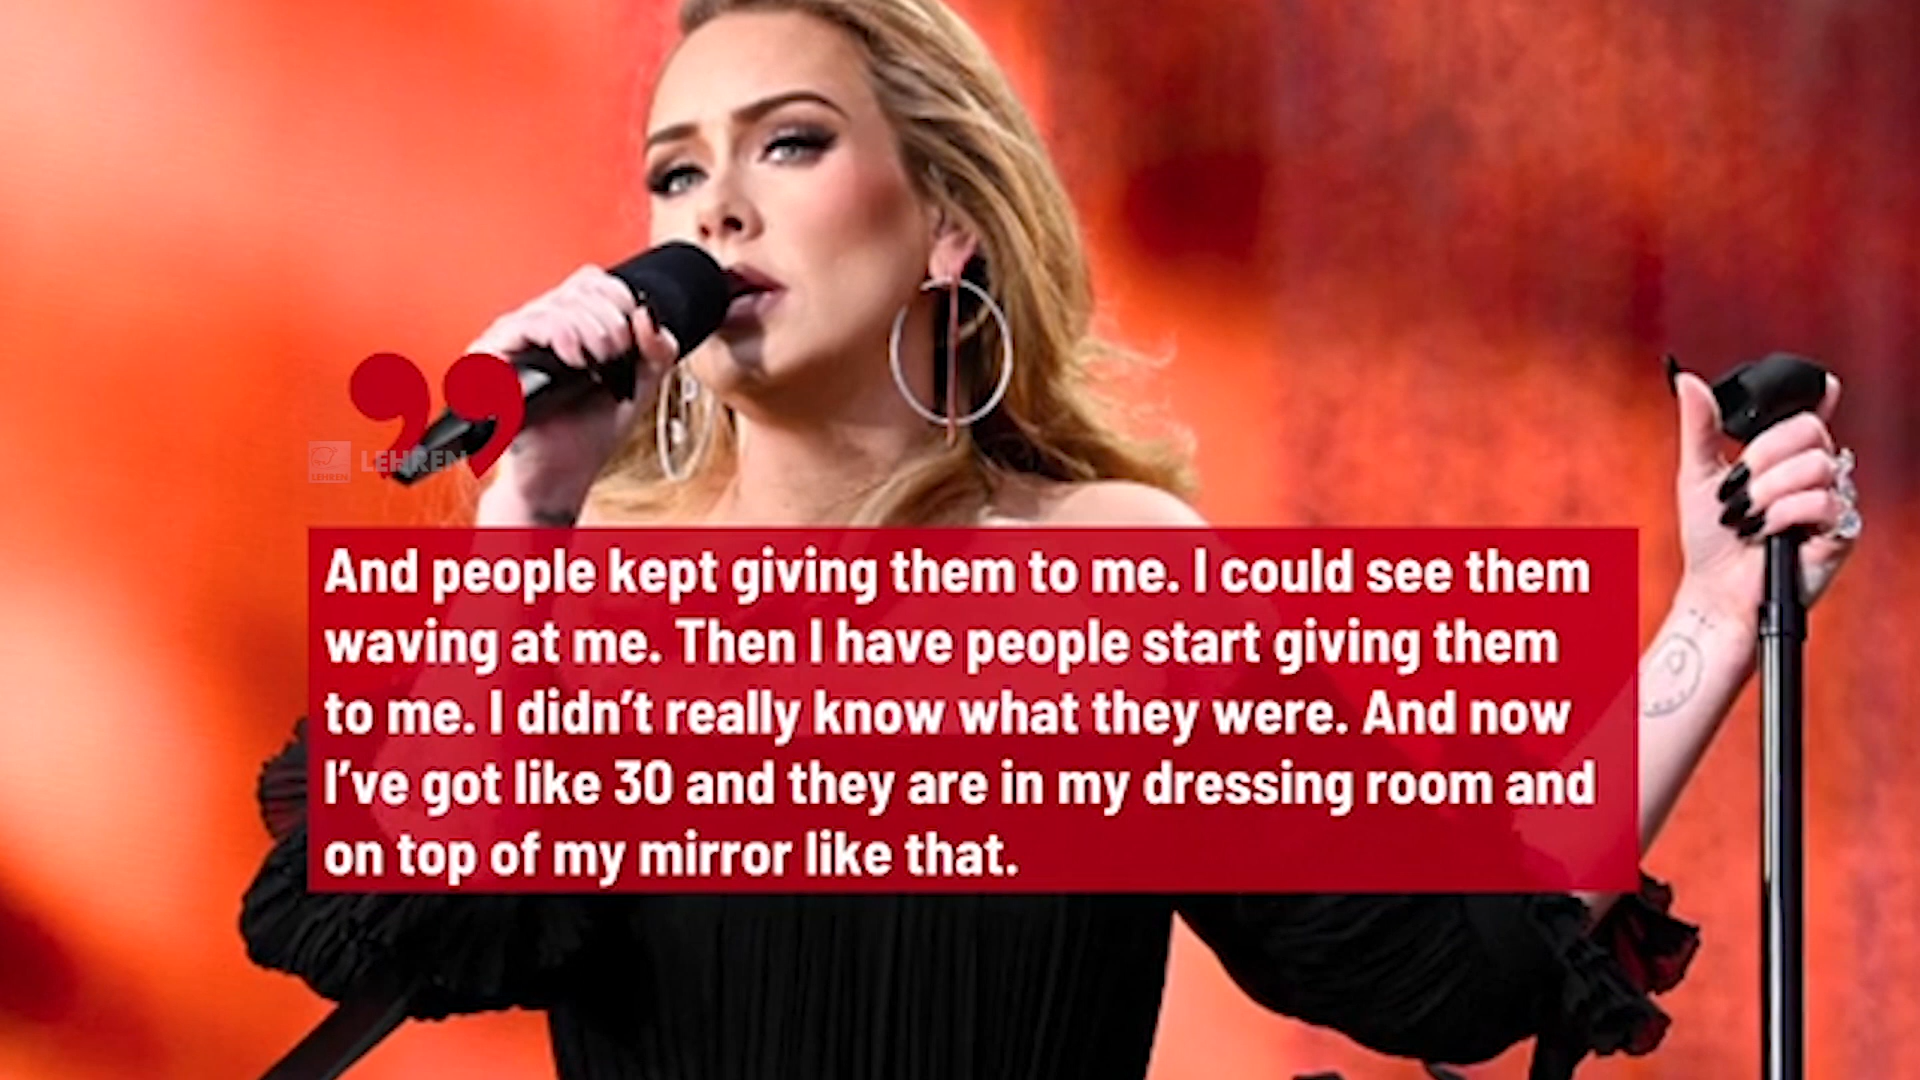 LEHREN
LEHREN
And people kept giving them to me. I could see them
waving at me. Then I have people start giving them
to me. I didn’t really know what they were. And now
I’ve got like 30 and they are in my dressing room and
on top of my mirror like that.